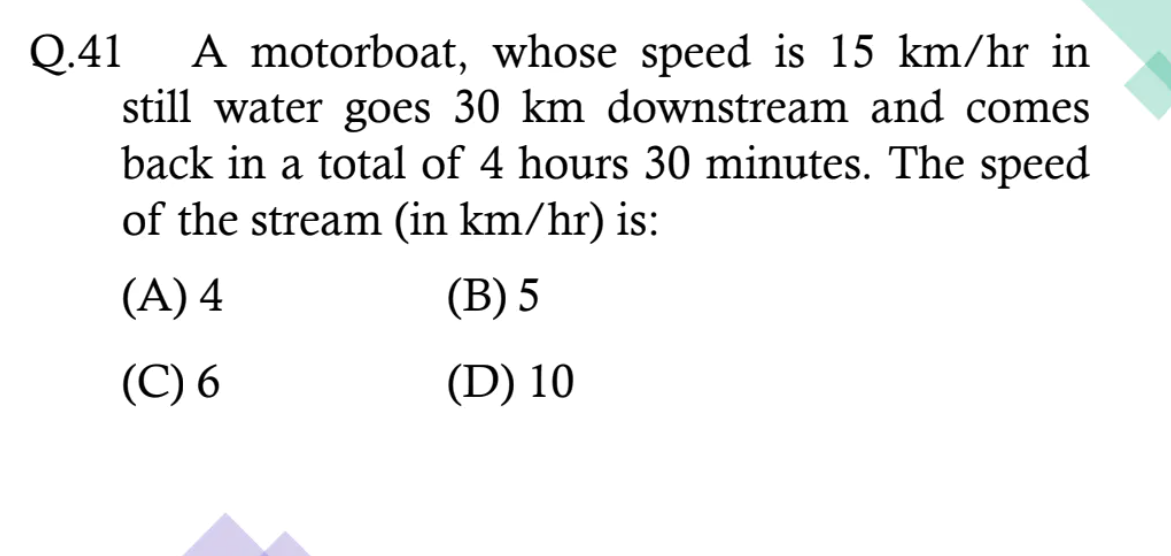 Q.41 A motorboat, whose speed is 15 km/hr in
still water goes 30 km downstream and comes
back in a total of 4 hours 30 minutes. The speed
of the stream (in km/hr) is:
(A) 4 (B) 5
(C) 6 (D) 10